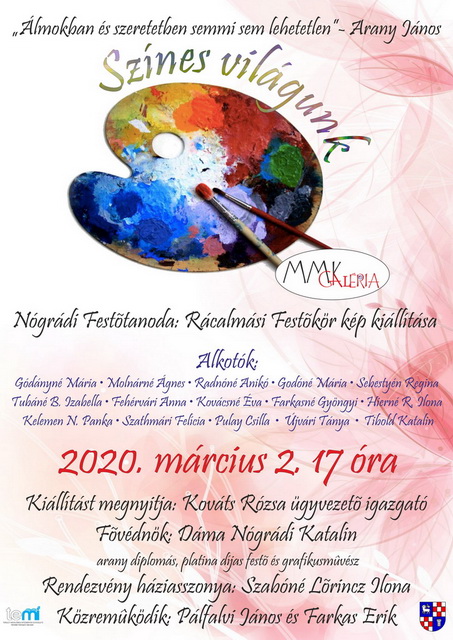 „Álmokban és szeretetben semmi sem lehetetlen"- Arany János
Színes világunk
MMK GALÉRIA
Nógrádi Festőtanoda: Rácalmási Festőkör kép kiállítása
Alkotók:
Gódányné Mária • Molnárné Ágnes • Radnóné Anikó • Godóné Mária • Sebestyén Regina
Tubáné B. Izabella • Fehérvári Anna • Kovácsné Éva • Farkasné Gyöngyi • Hierné R. Ilona
Kelemen N. Panka • Szathmári Felícia • Pulay Csilla • Ujvári Tánya • Tibold Katalin
2020. március 2. 17 óra
Kiállítást megnyitja: Kováts Rózsa ügyvezető igazgató
Fővédnök: Dáma Nógrádi Katalin
arany diplomás, platina díjas festő és grafikusművész
Rendezvény háziasszonya: Szabóné Lőrincz Ilona
Közreműködik: Pálfalvi János és Farkas Erik
temi